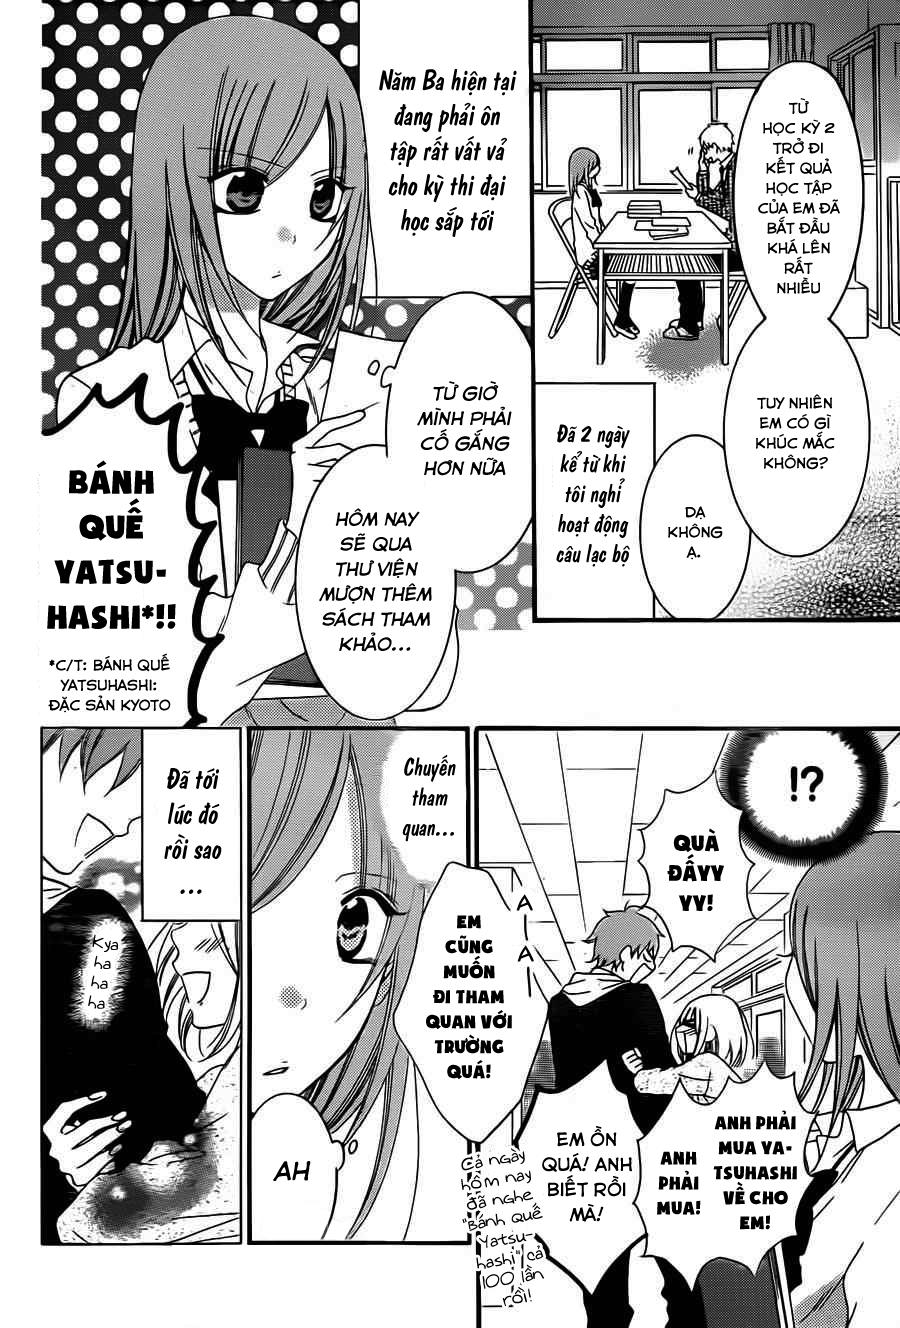 TỪ
HỌC KỲ 2
TRỞ ĐI
KẾT QUẢ
HỌC TẬP
CỦA EM ĐÃ
BẮT ĐẦU
KHÁ LÊN
RẤT
NHIỀU
TUY NHIÊN
EM CÓ GÌ
KHÚC MẮC
KHÔNG?
DẠ
KHÔNG
Ạ.
Đã 2 ngày
kể từ khi
tôi nghỉ
hoạt động
câu lạc bộ
Năm Ba hiện tại
đang phải ôn
tập rất vất vả
cho kỳ thi đại
học sắp tới
TỪ GIỜ
MÌNH PHẢI
CỐ GẮNG
HƠN NỮA
HÔM NAY
SẼ QUA
THƯ VIỆN
MƯỢN THÊM
SÁCH THAM
KHẢO...
BÁNH
QUẾ
YATSU-
HASHI*!!
*C/T: BÁNH QUẾ
YATSUHASHI:
ĐẶC SẢN KYOTO
!?
QUÀ
ĐẤYY
YY!
A-
I
A-
I
ANH PHẢI
MUA YA-
TSUHASHI
VỀ CHO
EM!
ANH
PHẢI
MUA!
EM ỒN
QUÁ! ANH
BIẾT RỒI
MÀ!
Cả ngày
hôm nay
đã nghe
"Bánh quế
Yatsu-
hashi" cả
100 lần
rồi!
EM
CŨNG
MUỐN
ĐI THAM
QUAN VỚI
TRƯỜNG
QUÁ!
Chuyến
tham
quan...
AH
Đã tới
lúc đó
rồi sao
...
Kya
ha
ha
ha